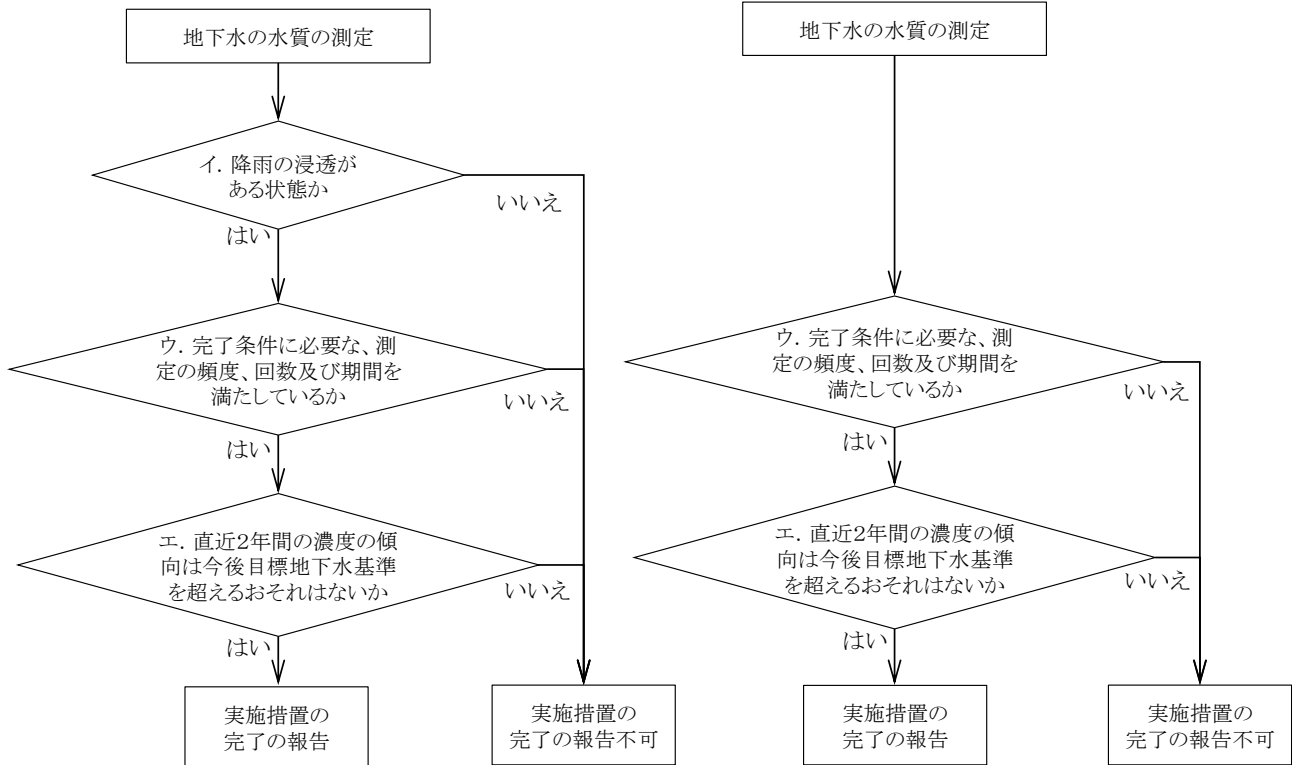 地下水の水質の測定
イ. 降雨の浸透が
ある状態か
いいえ
はい
ウ. 完了条件に必要な、測
定の頻度、回数及び期間を
満たしているか
いいえ
はい
エ. 直近2年間の濃度の傾
向は今後目標地下水基準
を超えるおそれはないか
いいえ
はい
実施措置の
完了の報告
実施措置の
完了の報告不可
地下水の水質の測定
ウ. 完了条件に必要な、測
定の頻度、回数及び期間を
満たしているか
いいえ
はい
エ. 直近2年間の濃度の傾
向は今後目標地下水基準
を超えるおそれはないか
いいえ
はい
実施措置の
完了の報告
実施措置の
完了の報告不可